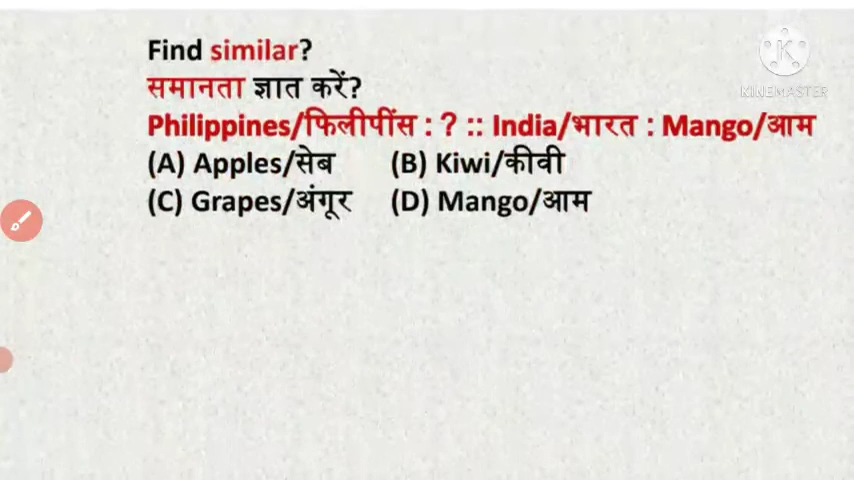 Find similar?
समानता ज्ञात करें?
Philippines/फिलीपींस : ? :: India/भारत : Mango/आम
(A) Apples/सेब (B) Kiwi/कीवी
(C) Grapes/अंगूर (D) Mango/आम
K
KINEMASTER